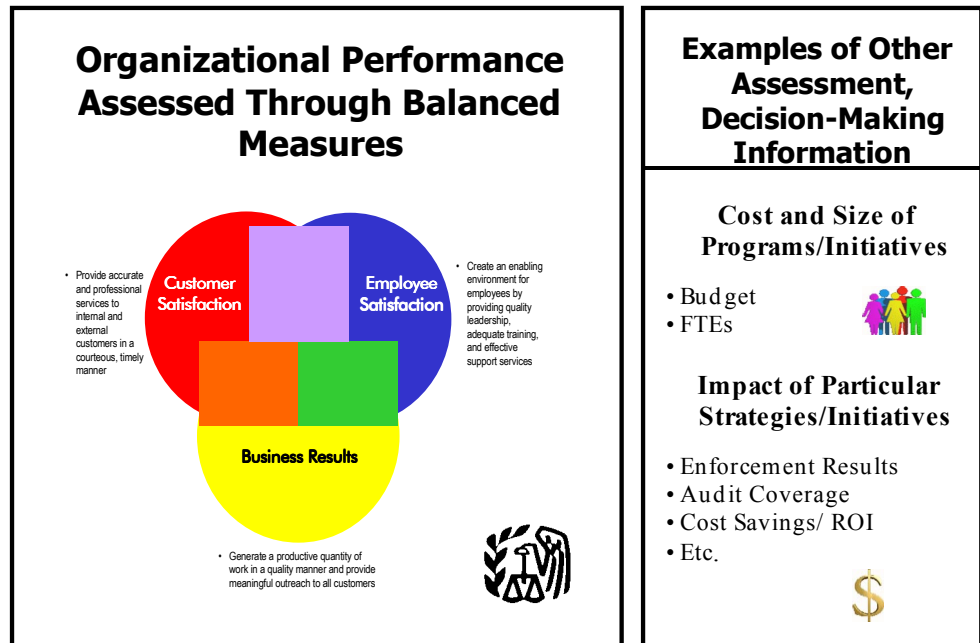 Organizational Performance
Assessed Through Balanced
Measures
• Provide accurate
and professional
services to
internal and
external
customers in a
courteous, timely
manner
Customer
Satisfaction
Employee
Satisfaction
• Create an enabling
environment for
employees by
providing quality
leadership,
adequate training,
and effective
support services
Business Results
• Generate a productive quantity of
work in a quality manner and provide
meaningful outreach to all customers
Examples of Other
Assessment,
Decision-Making
Information
Cost and Size of
Programs/Initiatives
• Budget
• FTEs
Impact of Particular
Strategies/Initiatives
• Enforcement Results
• Audit Coverage
• Cost Savings/ ROI
• Etc.
$